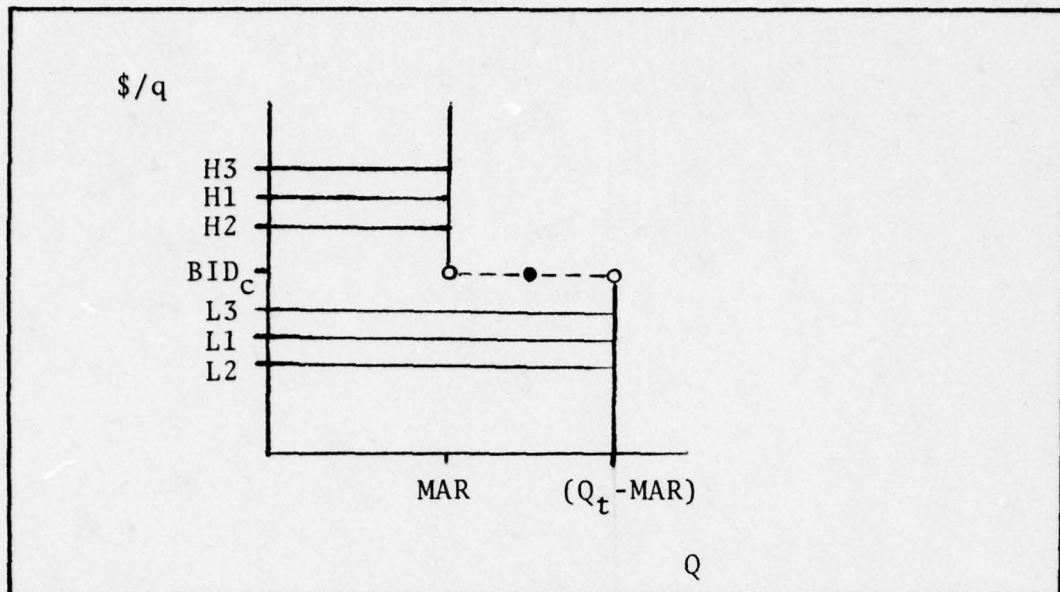 $/q
H3
H1
H2
BIDc
L3
L1
L2
MAR (Qt-MAR)
Q